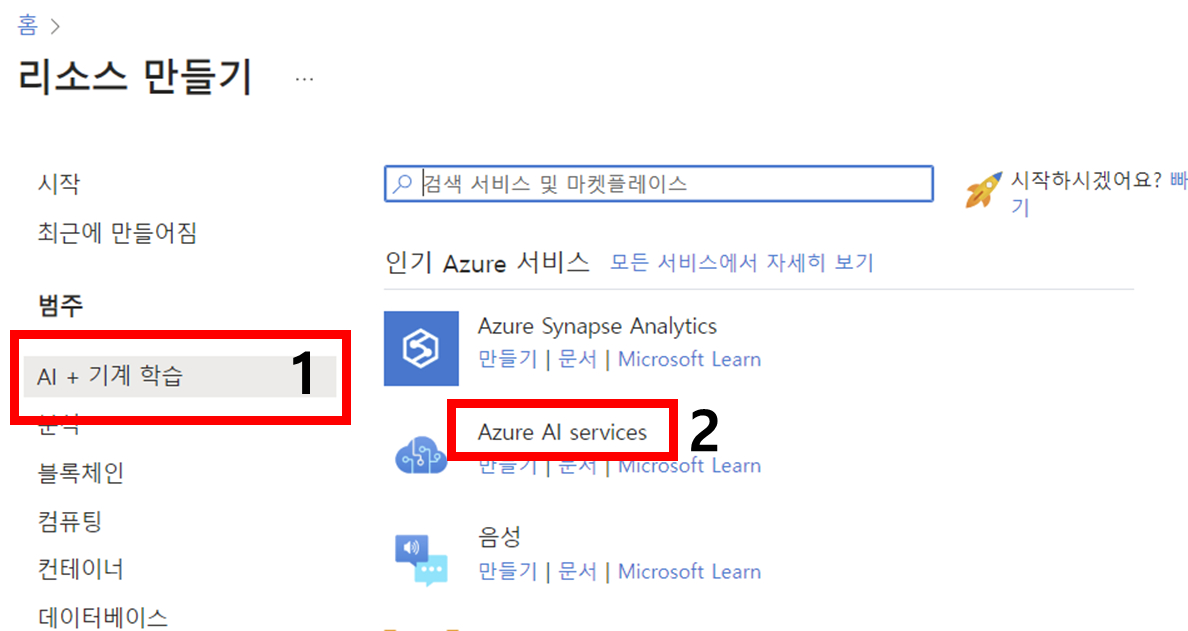 홈 >
리소스 만들기 ...
시작
최근에 만들어짐
범주
AI + 기계 학습
1
분석
블록체인
컴퓨팅
컨테이너
데이터베이스
검색 서비스 및 마켓플레이스
시작하시겠어요? 빠
기
인기 Azure 서비스 모든 서비스에서 자세히 보기
Azure Synapse Analytics
만들기 | 문서 | Microsoft Learn
Azure AI services
2
만들기 | 문서 | Microsoft Learn
음성
만들기 | 문서 | Microsoft Learn